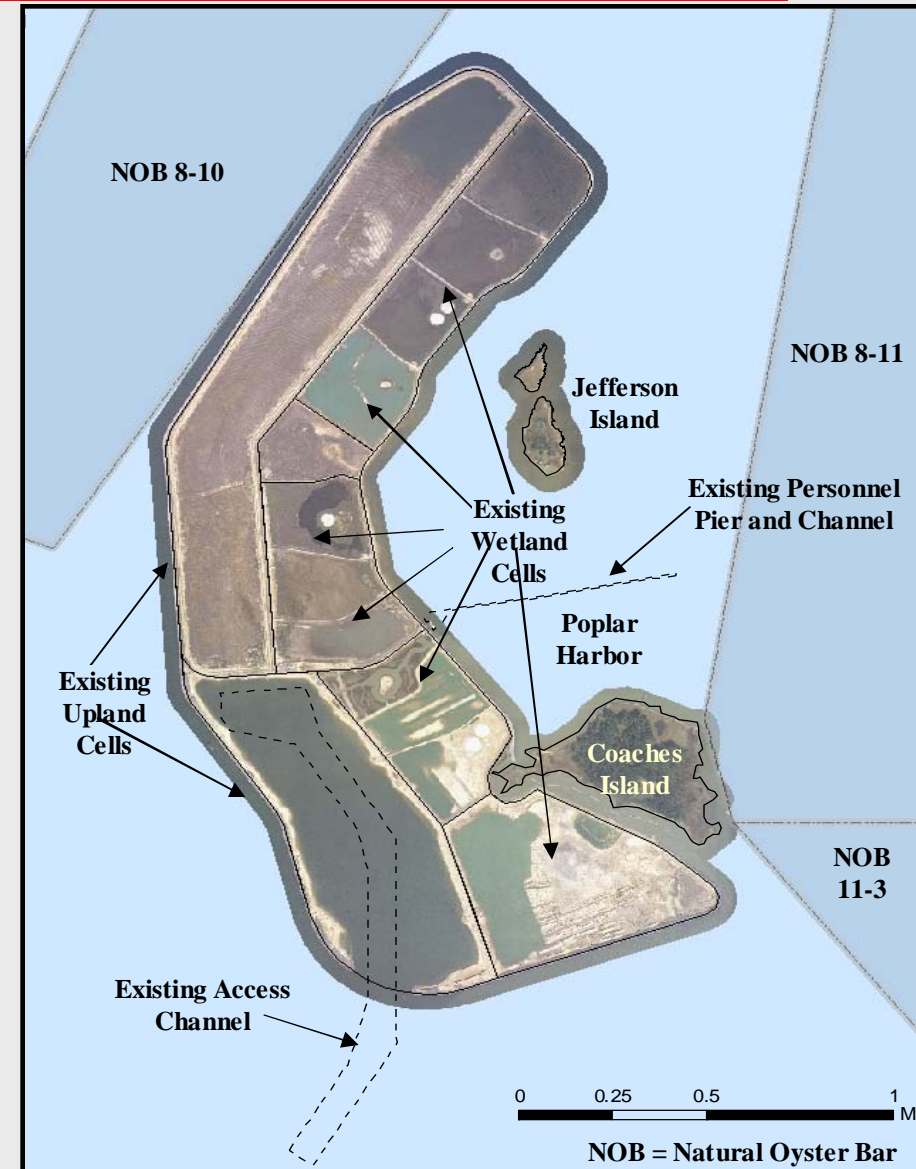 NOB 8-10
NOB 8-11
Jefferson
Island
Existing Personnel
Pier and Channel
Existing
Wetland
Cells
Poplar
Harbor
Existing
Upland
Cells
Coaches
Island
NOB
11-3
Existing Access
Channel
0 0.25 0.5 1
M
NOB = Natural Oyster Bar